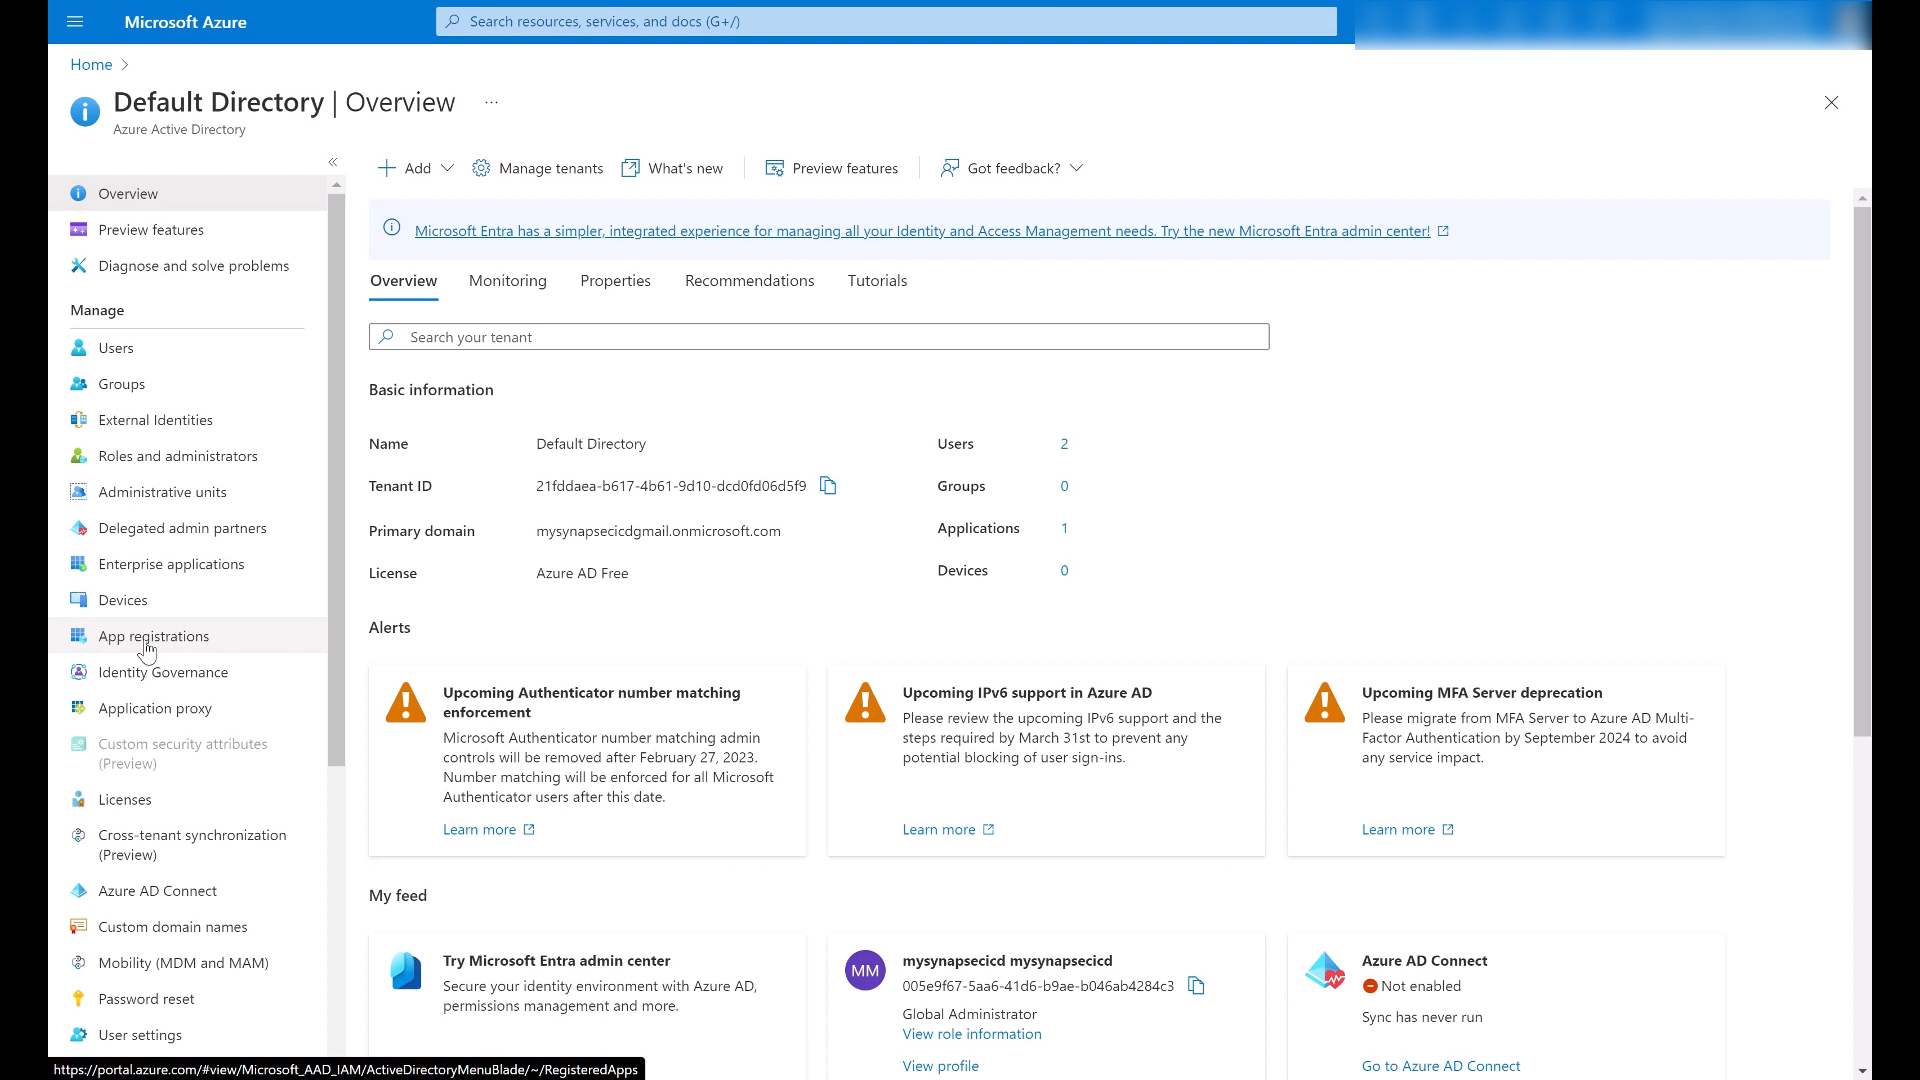 Microsoft Azure
Search resources, services, and docs (G+/)
Home
Default Directory | Overview ...
Azure Active Directory
«
Add
Manage tenants
What's new
Preview features
Got feedback?
Overview
Preview features
Diagnose and solve problems
Manage
Users
Groups
External Identities
Roles and administrators
Administrative units
Delegated admin partners
Enterprise applications
Devices
App registrations
Identity Governance
Application proxy
Custom security attributes
(Preview)
Licenses
Cross-tenant synchronization
(Preview)
Azure AD Connect
Custom domain names
Mobility (MDM and MAM)
Password reset
User settings
Microsoft Entra has a simpler, integrated experience for managing all your Identity and Access Management needs. Try the new Microsoft Entra admin center!
Overview Monitoring Properties Recommendations Tutorials
Search your tenant
Basic information
Name Default Directory Users 2
Tenant ID 21fddaea-b617-4b61-9d10-dcd0fd06d5f9 Groups 0
Primary domain mysynapsecicdgmail.onmicrosoft.com Applications 1
License Azure AD Free Devices 0
Alerts
Upcoming Authenticator number matching
enforcement
Microsoft Authenticator number matching admin
controls will be removed after February 27, 2023.
Number matching will be enforced for all Microsoft
Authenticator users after this date.
Learn more
Upcoming IPv6 support in Azure AD
Please review the upcoming IPv6 support and the
steps required by March 31st to prevent any
potential blocking of user sign-ins.
Learn more
Upcoming MFA Server deprecation
Please migrate from MFA Server to Azure AD Multi-
Factor Authentication by September 2024 to avoid
any service impact.
Learn more
My feed
Try Microsoft Entra admin center
Secure your identity environment with Azure AD,
permissions management and more.
MM
mysynapsecicd mysynapsecicd
005e9f67-5aa6-41d6-b9ae-b046ab4284c3
Global Administrator
View role information
View profile
Azure AD Connect
Not enabled
Sync has never run
Go to Azure AD Connect
https://portal.azure.com/#view/Microsoft_AAD_IAM/ActiveDirectoryMenuBlade/~/RegisteredApps